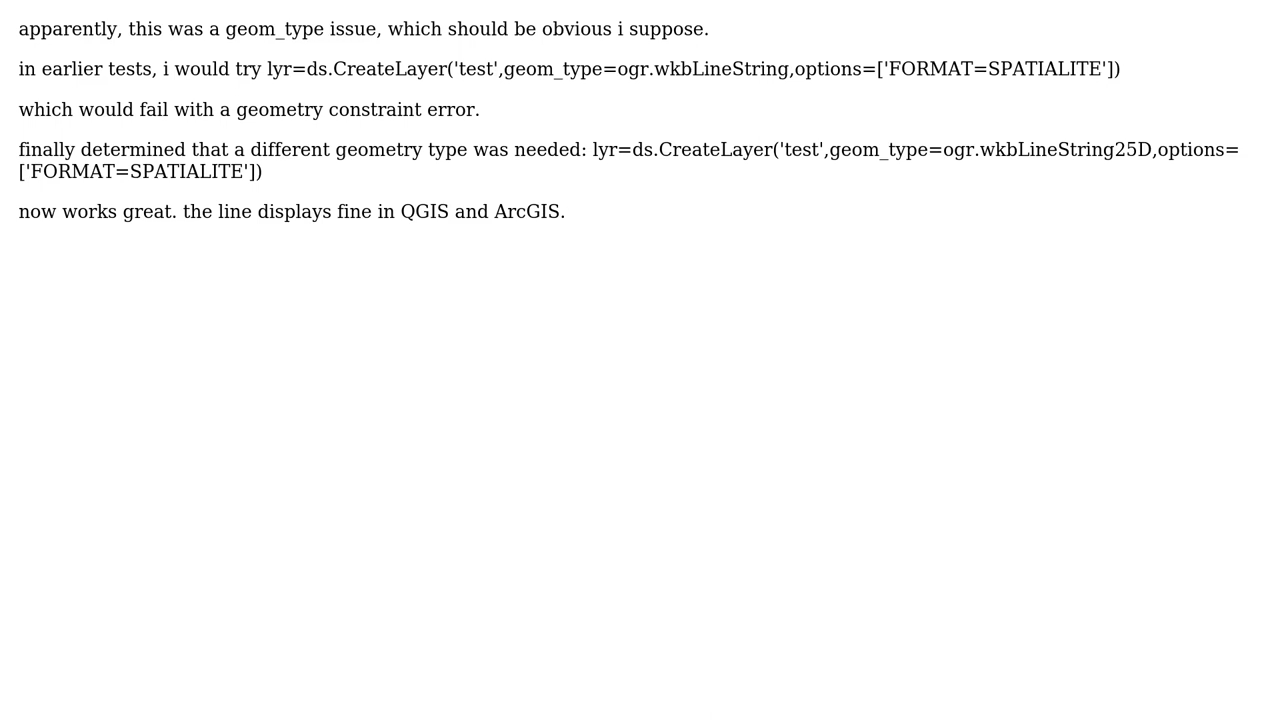 apparently, this was a geom_type issue, which should be obvious i suppose.
in earlier tests, i would try lyr=ds.CreateLayer('test',geom_type=ogr.wkbLineString,options=['FORMAT=SPATIALITE'])
which would fail with a geometry constraint error.
finally determined that a different geometry type was needed: lyr=ds.CreateLayer('test',geom_type=ogr.wkbLineString25D,options=
['FORMAT=SPATIALITE'])
now works great. the line displays fine in QGIS and ArcGIS.